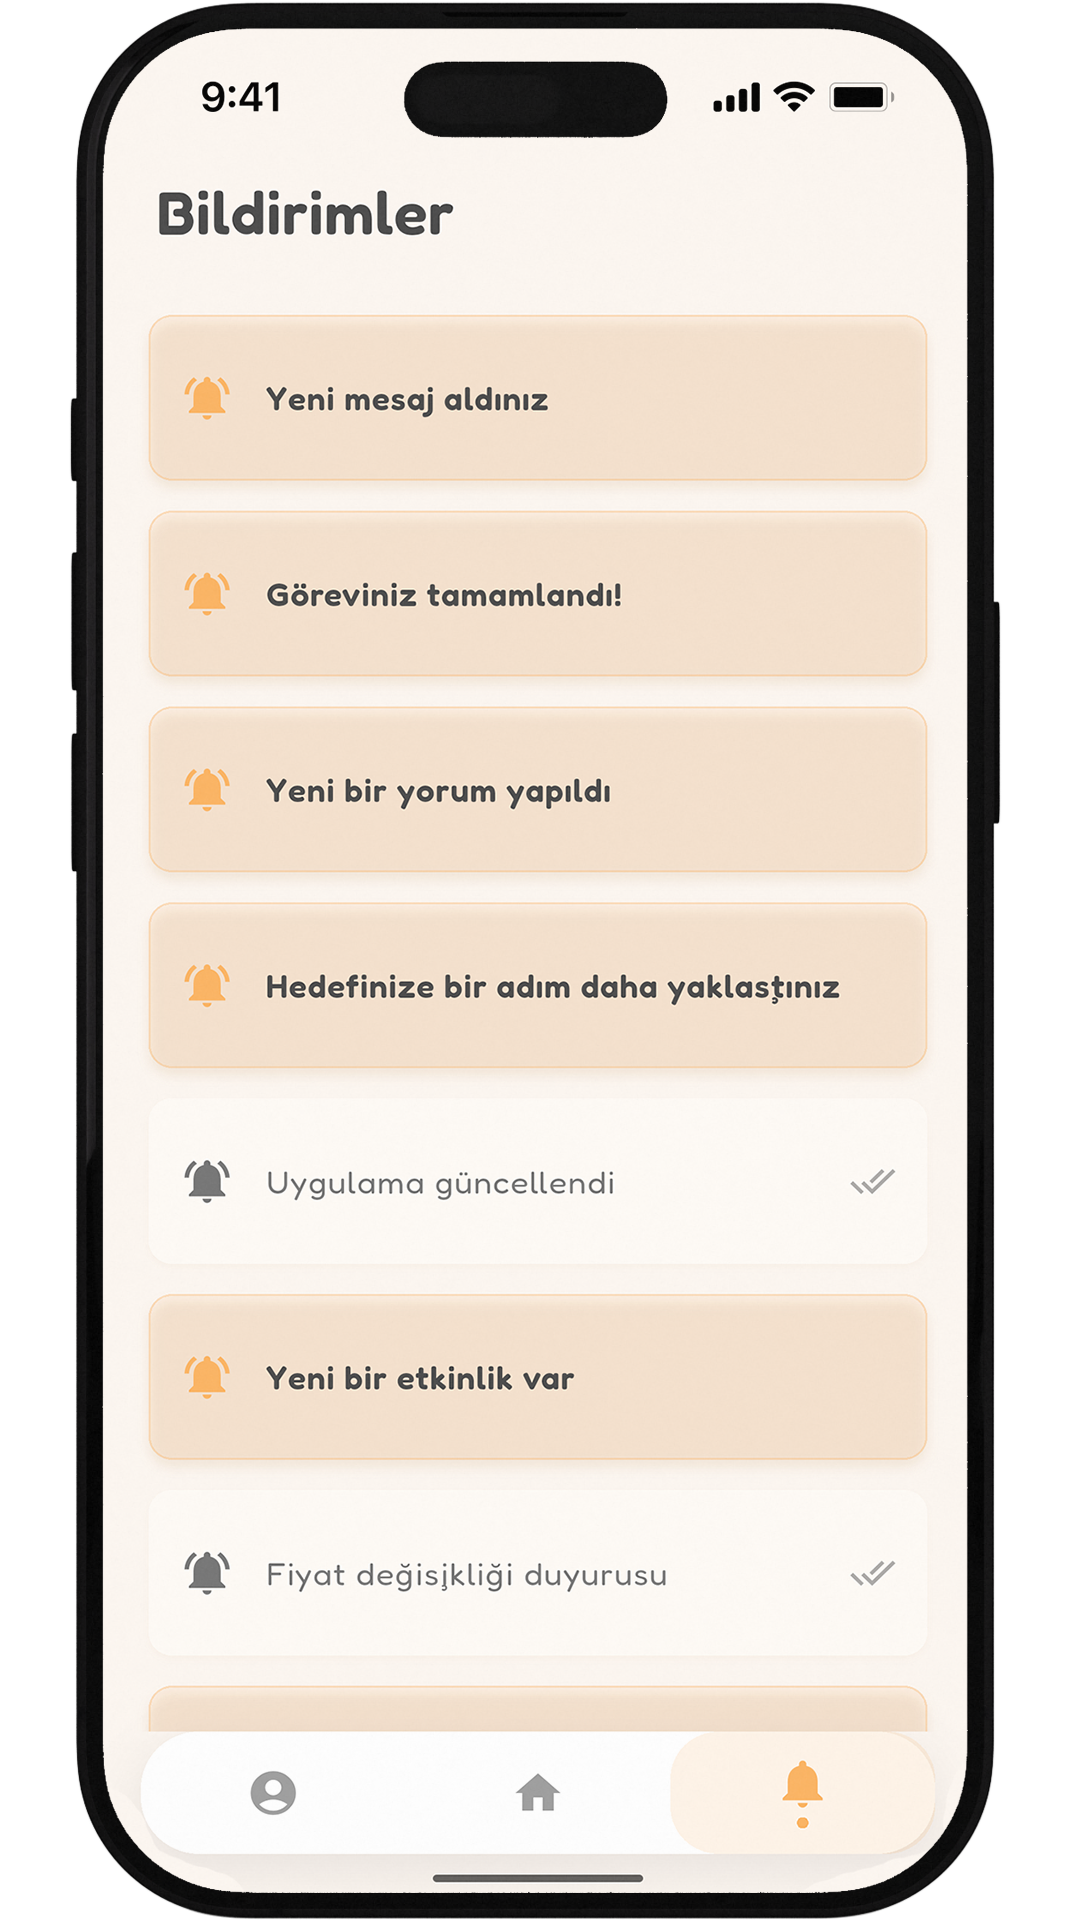 9:41
Bildirimler
Yeni mesaj aldınız
Göreviniz tamamlandı!
Yeni bir yorum yapıldı
Hedefinize bir adım daha yaklaştınız
Uygulama güncellendi
Yeni bir etkinlik var
Fiyat değişikliği duyurusu